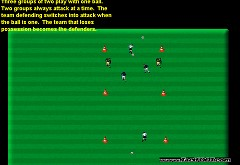 Three groups of two play with one ball.
Two groups always attack at a time. The
team defending switches into attack when
the ball is one. The team that loses
possession becomes the defenders.